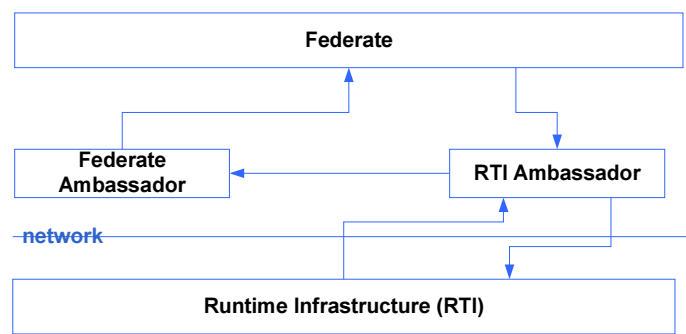 Federate
Federate
Ambassador
RTI Ambassador
network
Runtime Infrastructure (RTI)